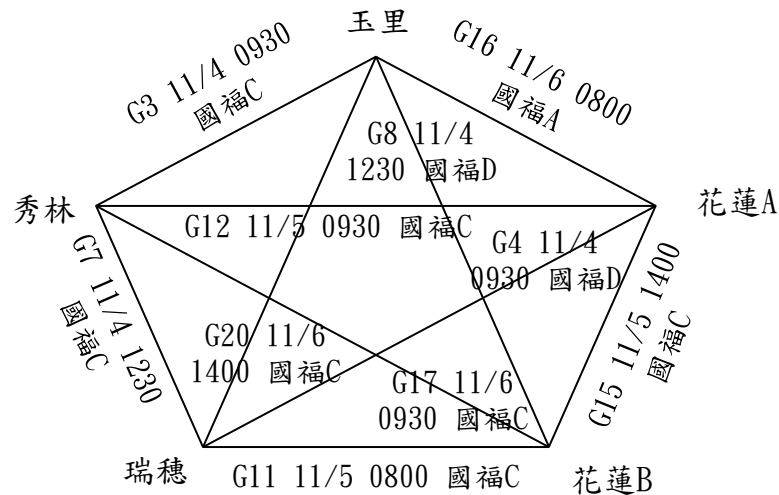 玉里
G3 11/4 0930
國福C
G16 11/6 0800
國福A
G8 11/4
1230 國福D
秀林
花蓮A
G12 11/5 0930 國福C
G4 11/4
0930 國福D
G7 11/4 1230
國福C
G15 11/5 1400
國福C
G20 11/6
1400 國福C
G17 11/6
0930 國福C
瑞穗
G11 11/5 0800 國福C
花蓮B